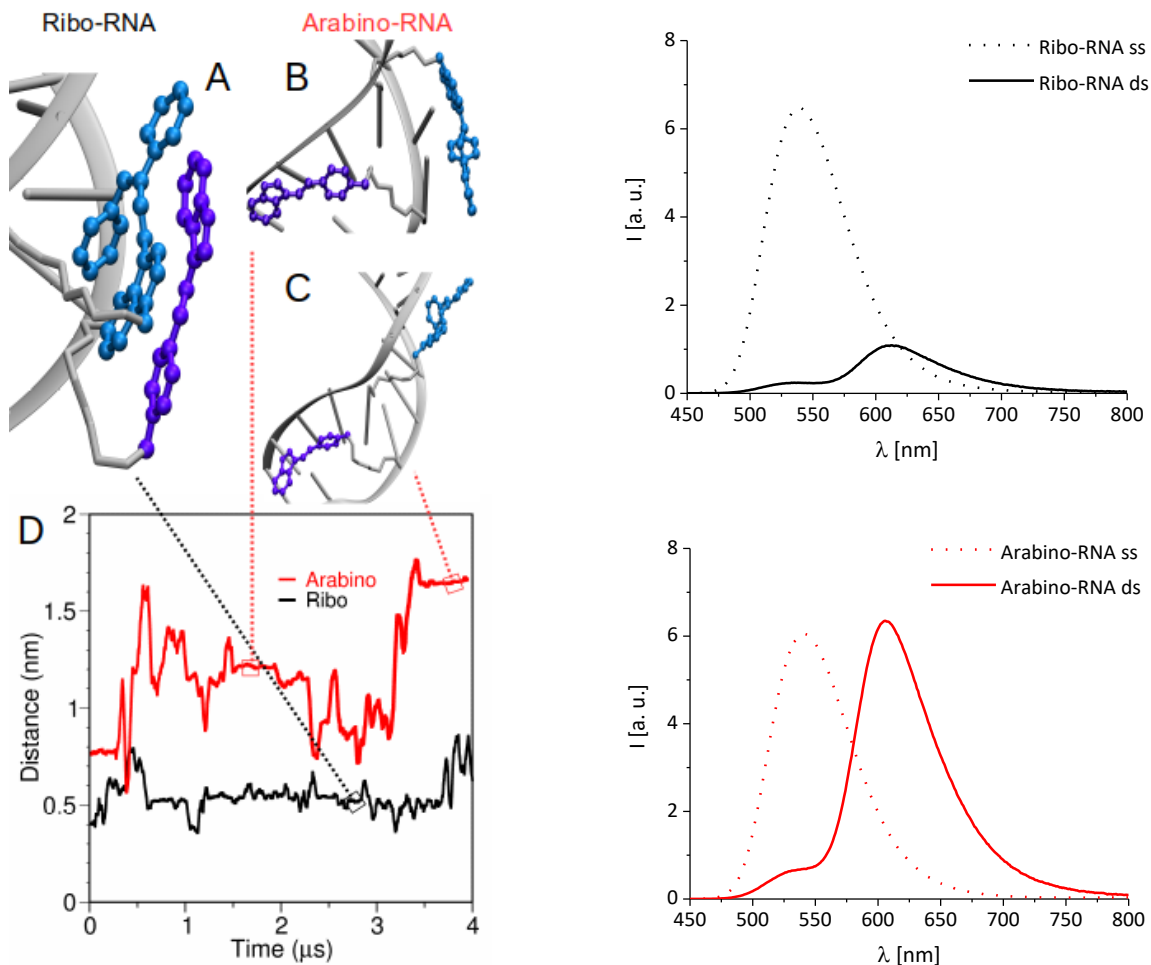 Ribo-RNA
Arabino-RNA
A
B
C
D
2
1.5
1
0.5
0
Distance (nm)
Arabino
Ribo
0 1 2 3 4
Time (μs)
8
6
4
2
0
I [a. u.]
Ribo-RNA ss
Ribo-RNA ds
450 500 550 600 650 700 750 800
λ [nm]
8
6
4
2
0
I [a. u.]
Arabino-RNA ss
Arabino-RNA ds
450 500 550 600 650 700 750 800
λ [nm]